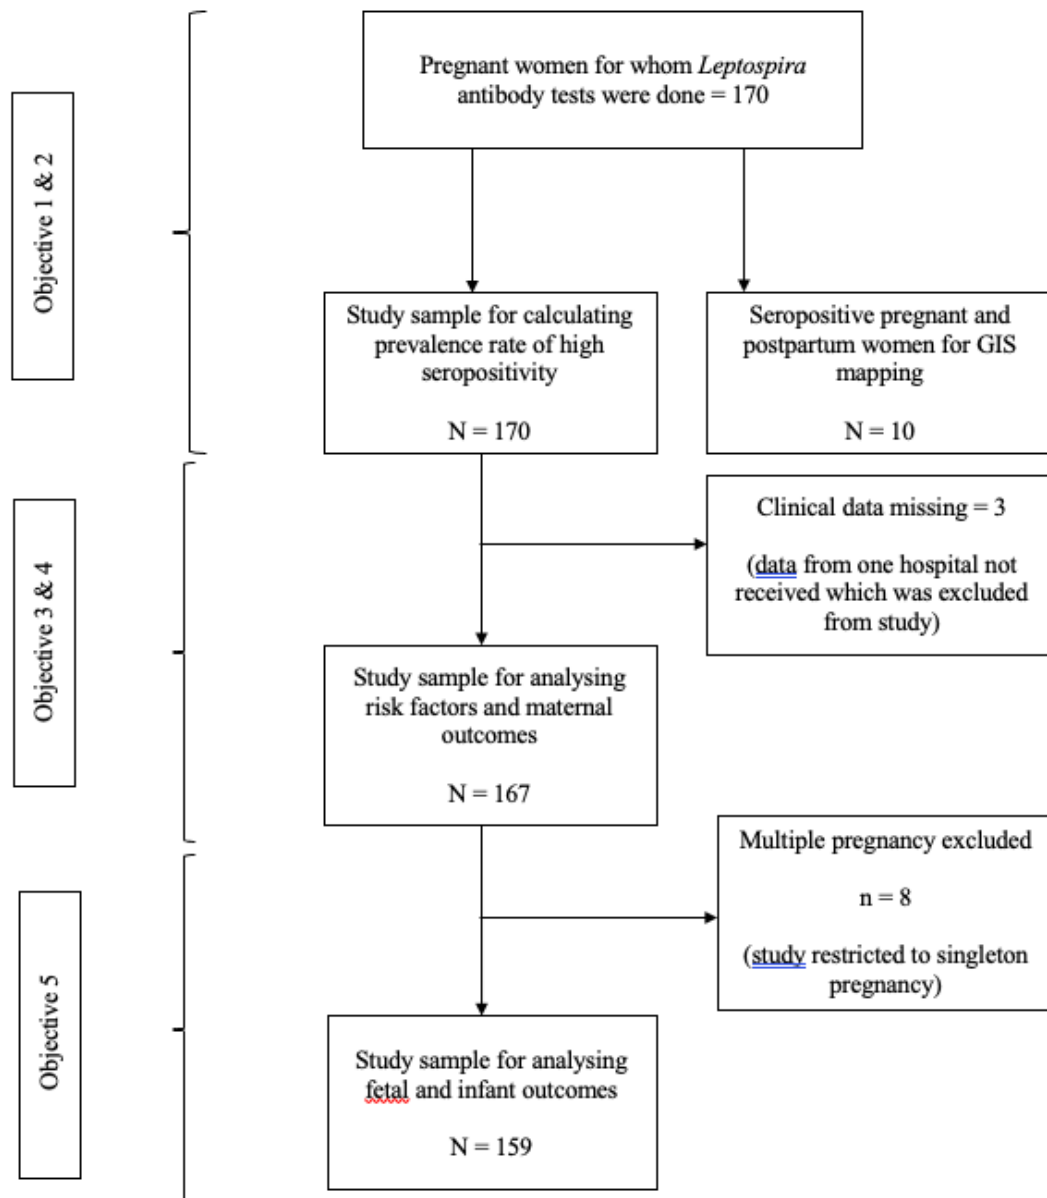 Pregnant women for whom Leptospira
antibody tests were done = 170
Objective 1 & 2
Study sample for calculating
prevalence rate of high
seropositivity
N = 170
Seropositive pregnant and
postpartum women for GIS
mapping
N = 10
Clinical data missing = 3
(data from one hospital not
received which was excluded
from study)
Objective 3 & 4
Study sample for analysing
risk factors and maternal
outcomes
N = 167
Multiple pregnancy excluded
n = 8
(study restricted to singleton
pregnancy)
Objective 5
Study sample for analysing
fetal and infant outcomes
N = 159